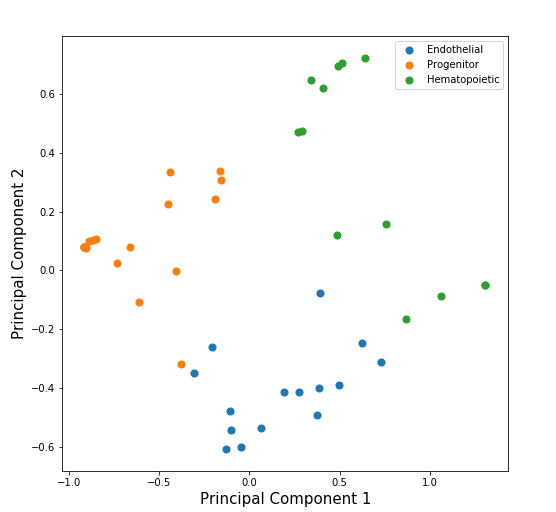 Endothelial
Progenitor
Hematopoietic
Principal Component 2
0.6
0.4
0.2
0.0
−0.2
−0.4
−0.6
−1.0 −0.5 0.0 0.5 1.0
Principal Component 1